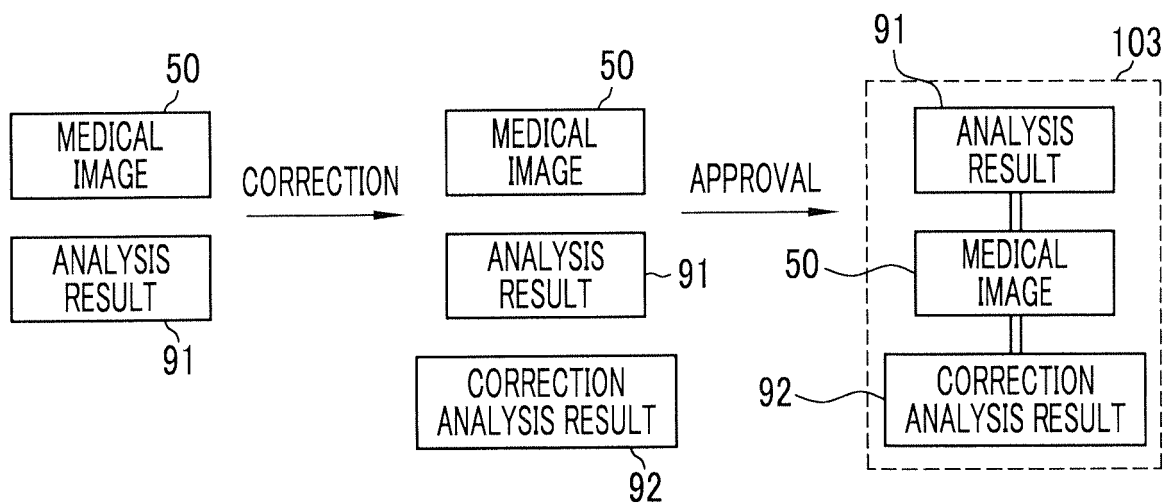 50
MEDICAL
IMAGE
ANALYSIS
RESULT
91
CORRECTION
50
MEDICAL
IMAGE
ANALYSIS
RESULT
91
CORRECTION
ANALYSIS RESULT
92
APPROVAL
91
103
ANALYSIS
RESULT
50
MEDICAL
IMAGE
92
CORRECTION
ANALYSIS RESULT